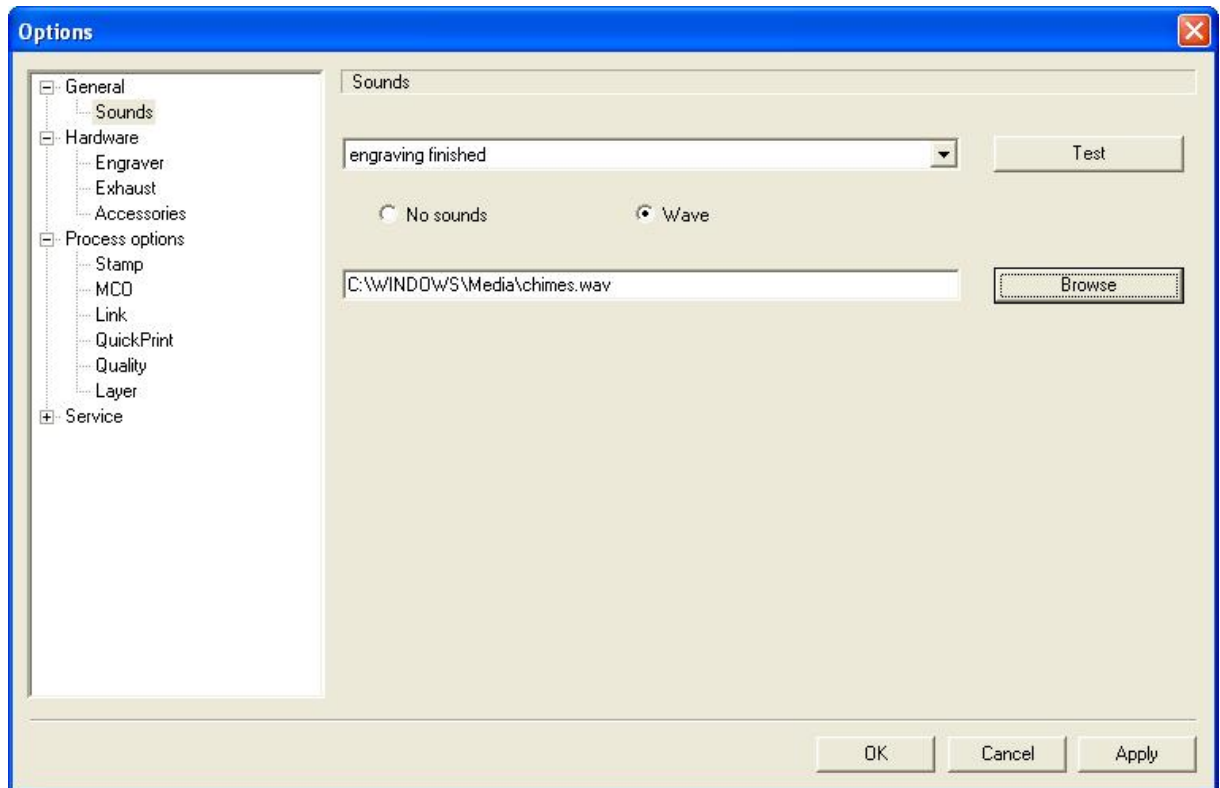 Options
General
Sounds
Hardware
Engraver
Exhaust
Accessories
Process options
Stamp
MCO
Link
QuickPrint
Quality
Layer
Service
Sounds
engraving finished
Test
No sounds
Wave
C:\WINDOWS\Media\chimes.wav
Browse
OK
Cancel
Apply